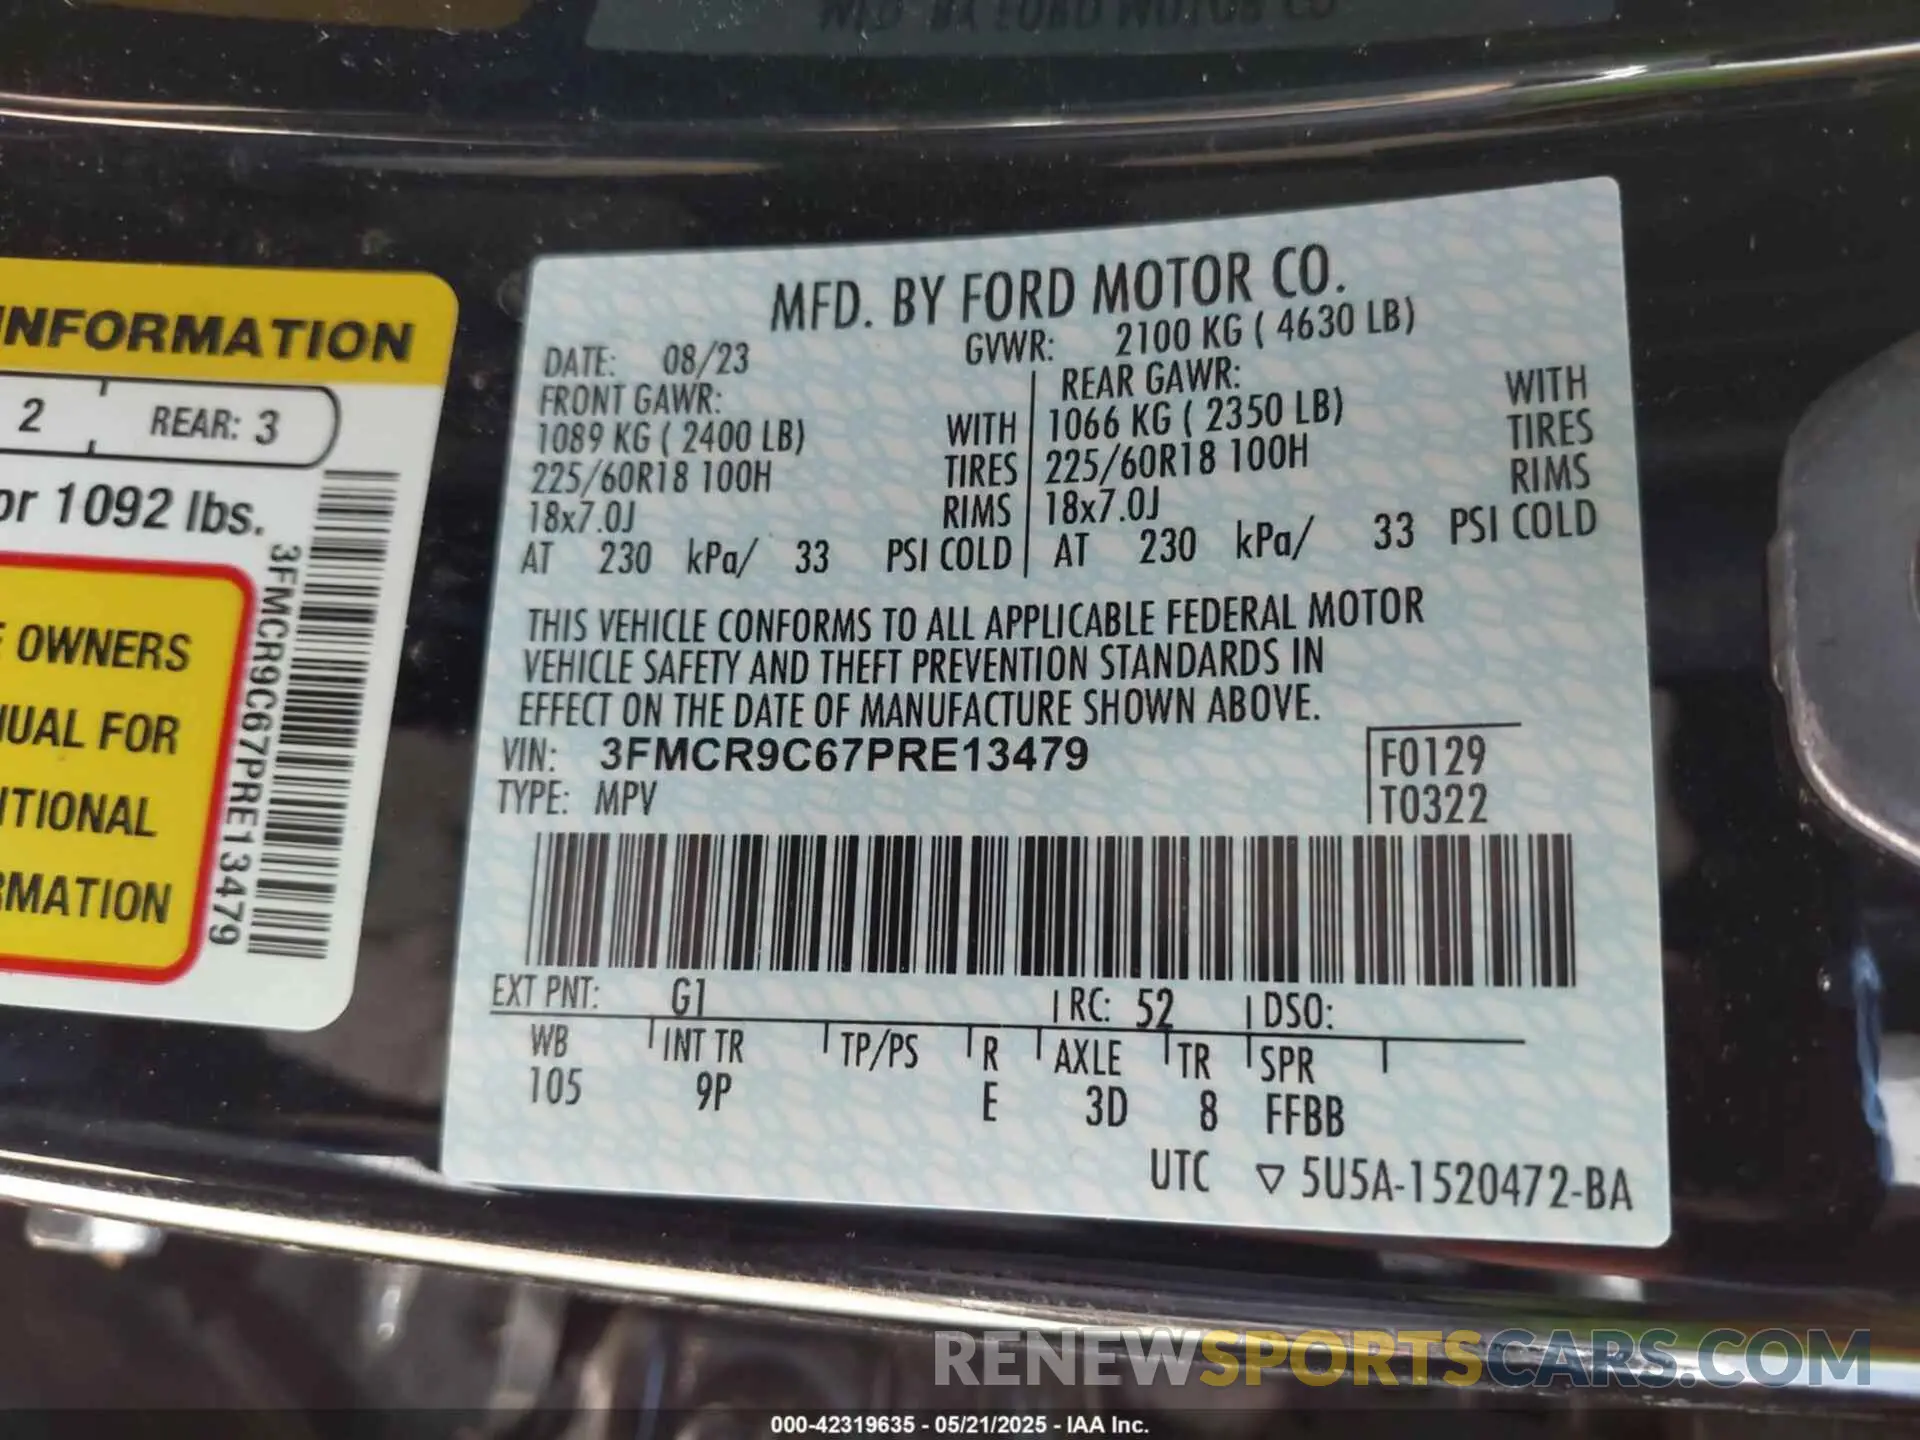 MFD. BY FORD MOTOR CO
INFORMATION
2 REAR: 3
or 1092 lbs.
OWNERS
UAL FOR
ITIONAL
RMATION
3FMCR9C67PRE13479
MFD. BY FORD MOTOR CO.
DATE: 08/23 GVWR: 2100 KG ( 4630 LB)
FRONT GAWR: REAR GAWR:
1089 KG ( 2400 LB) WITH 1066 KG ( 2350 LB) WITH
225/60R18 100H TIRES 225/60R18 100H TIRES
18x7.0J RIMS 18x7.0J RIMS
AT 230 kPa/ 33 PSI COLD AT 230 kPa/ 33 PSI COLD
THIS VEHICLE CONFORMS TO ALL APPLICABLE FEDERAL MOTOR
VEHICLE SAFETY AND THEFT PREVENTION STANDARDS IN
EFFECT ON THE DATE OF MANUFACTURE SHOWN ABOVE.
VIN: 3FMCR9C67PRE13479 F0129
TYPE: MPV T0322
EXT PNT: G1 RC: 52 DSO:
WB INT TR TP/PS R AXLE TR SPR
105 9P E 3D 8 FFBB
UTC ▽ 5U5A-1520472-BA
RENEWSPORTSCARS.COM
000-42319635 - 05/21/2025 - IAA Inc.